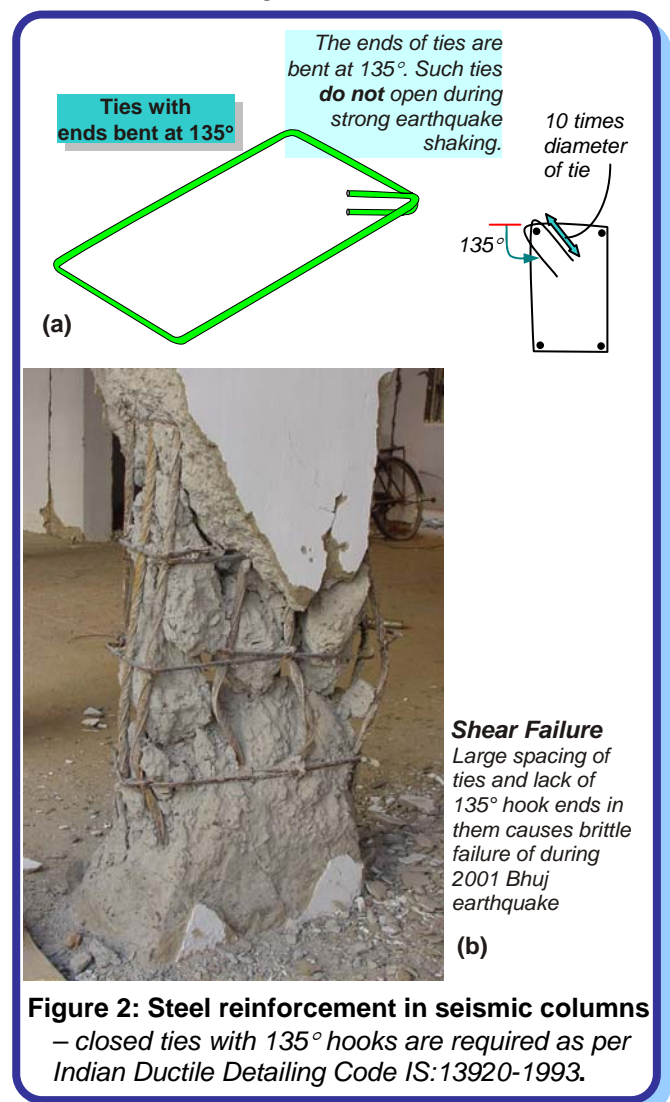 Ties with
ends bent at 135°
The ends of ties are
bent at 135°. Such ties
do not open during
strong earthquake
shaking.
10 times
diameter
of tie
135°
(a)
Shear Failure
Large spacing of
ties and lack of
135° hook ends in
them causes brittle
failure of during
2001 Bhuj
earthquake
(b)
Figure 2: Steel reinforcement in seismic columns
– closed ties with 135° hooks are required as per
Indian Ductile Detailing Code IS:13920-1993.